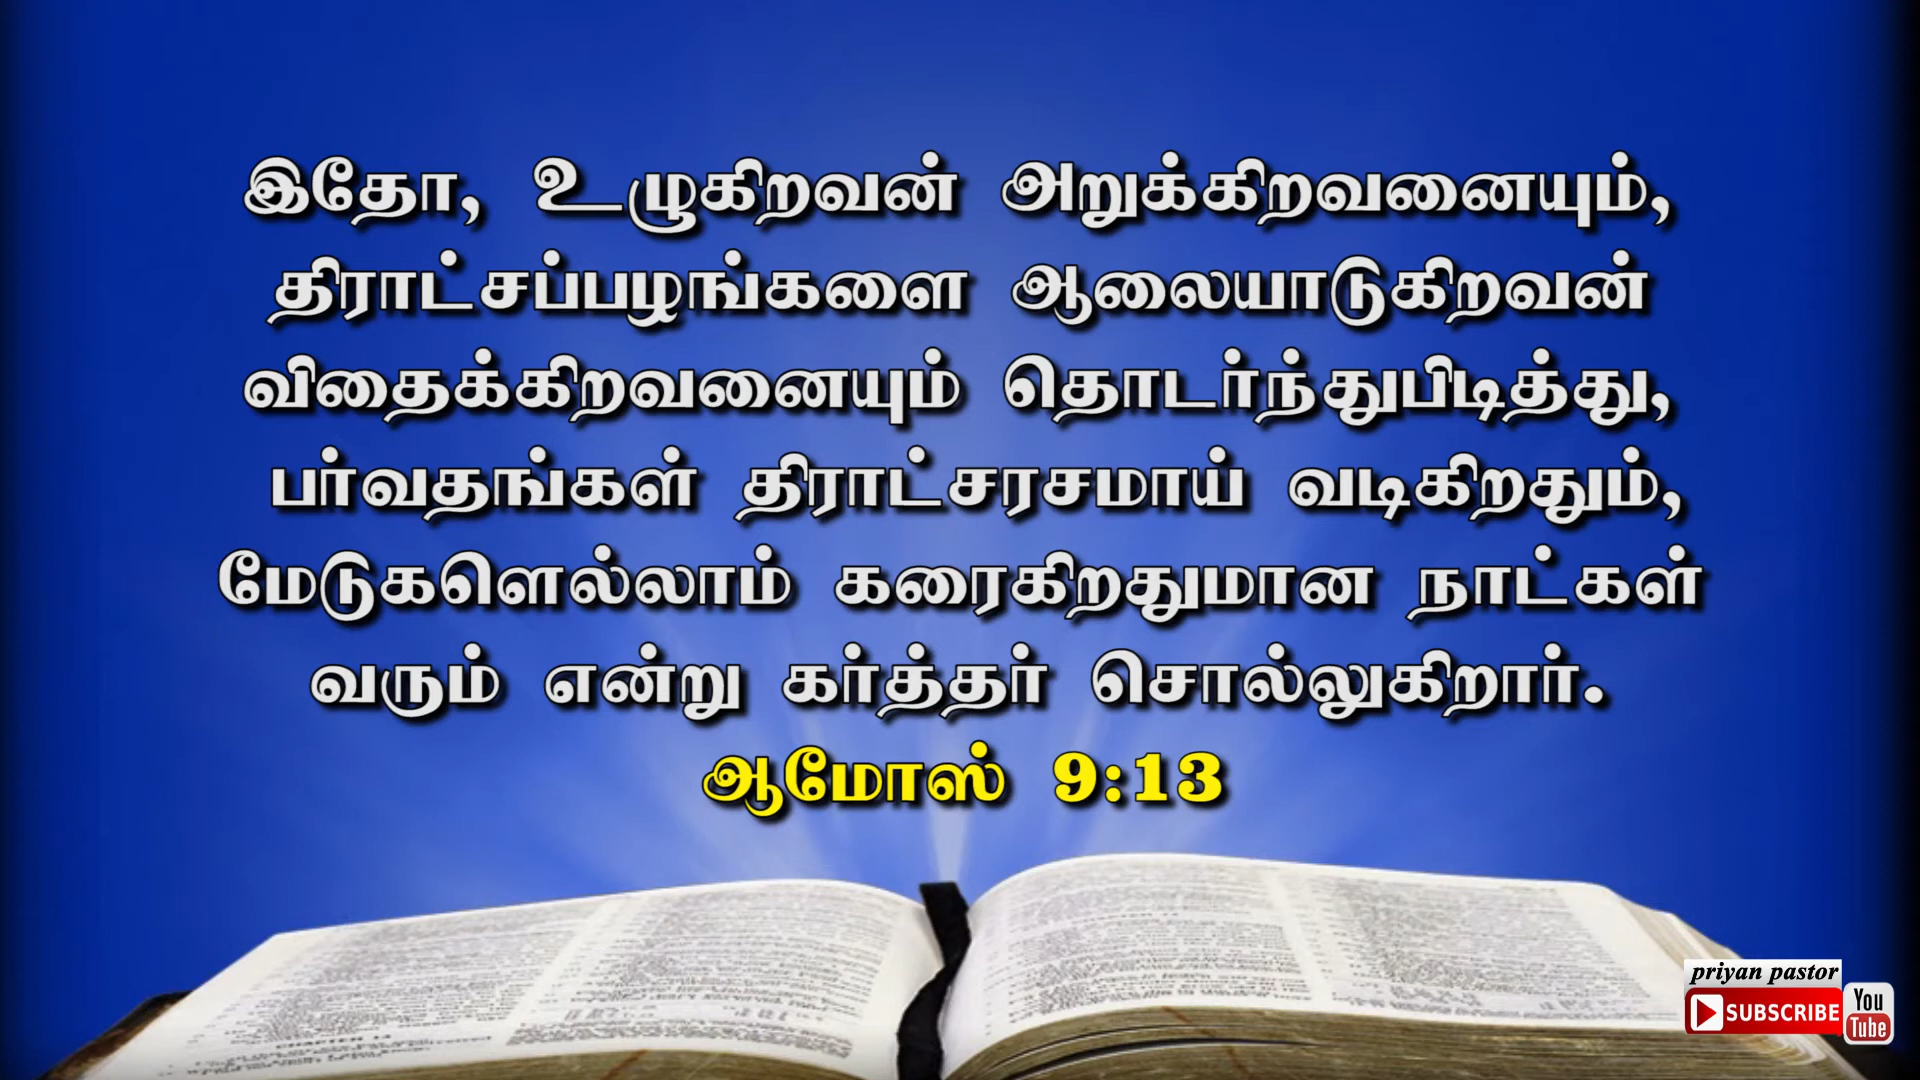 இதோ, உழுகிறவன் அறுக்கிறவனையும்,
திராட்சப்பழங்களை ஆலையாடுகிறவன்
விதைக்கிறவனையும் தொடர்ந்துபிடித்து,
பர்வதங்கள் திராட்சரசமாய் வடிகிறதும்,
மேடுகளெல்லாம் கரைகிறதுமான நாட்கள்
வரும் என்று கர்த்தர் சொல்லுகிறார்.
ஆமோஸ் 9:13
priyan pastor
SUBSCRIBE
You
Tube